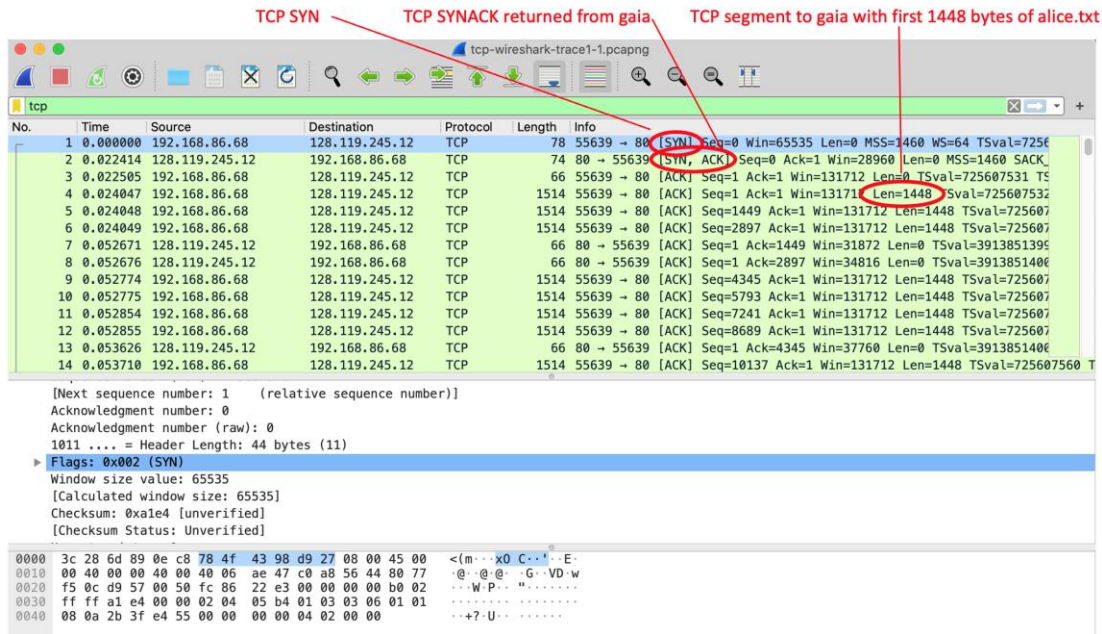 TCP SYN TCP SYNACK returned from gaia TCP segment to gaia with first 1448 bytes of alice.txt
tcp-wireshark-trace1-1.pcapng
tcp
No. Time Source Destination Protocol Length Info
1 0.000000 192.168.86.68 128.119.245.12 TCP 78 55639 → 80 [SYN] Seq=0 Win=65535 Len=0 MSS=1460 WS=64 TSval=7256
2 0.022414 128.119.245.12 192.168.86.68 TCP 74 80 → 55639 [SYN, ACK] Seq=0 Ack=1 Win=28960 Len=0 MSS=1460 SACK_
3 0.022505 192.168.86.68 128.119.245.12 TCP 66 55639 → 80 [ACK] Seq=1 Ack=1 Win=131712 Len=0 TSval=725607531 TS
4 0.024047 192.168.86.68 128.119.245.12 TCP 1514 55639 → 80 [ACK] Seq=1 Ack=1 Win=131712 Len=1448 TSval=725607532
5 0.024048 192.168.86.68 128.119.245.12 TCP 1514 55639 → 80 [ACK] Seq=1449 Ack=1 Win=131712 Len=1448 TSval=725607
6 0.024049 192.168.86.68 128.119.245.12 TCP 1514 55639 → 80 [ACK] Seq=2897 Ack=1 Win=131712 Len=1448 TSval=725607
7 0.052671 128.119.245.12 192.168.86.68 TCP 66 80 → 55639 [ACK] Seq=1 Ack=1449 Win=31872 Len=0 TSval=3913851399
8 0.052676 128.119.245.12 192.168.86.68 TCP 66 80 → 55639 [ACK] Seq=1 Ack=2897 Win=34816 Len=0 TSval=3913851400
9 0.052774 192.168.86.68 128.119.245.12 TCP 1514 55639 → 80 [ACK] Seq=4345 Ack=1 Win=131712 Len=1448 TSval=725607
10 0.052775 192.168.86.68 128.119.245.12 TCP 1514 55639 → 80 [ACK] Seq=5793 Ack=1 Win=131712 Len=1448 TSval=725607
11 0.052854 192.168.86.68 128.119.245.12 TCP 1514 55639 → 80 [ACK] Seq=7241 Ack=1 Win=131712 Len=1448 TSval=725607
12 0.052855 192.168.86.68 128.119.245.12 TCP 1514 55639 → 80 [ACK] Seq=8689 Ack=1 Win=131712 Len=1448 TSval=725607
13 0.053626 128.119.245.12 192.168.86.68 TCP 66 80 → 55639 [ACK] Seq=1 Ack=4345 Win=37760 Len=0 TSval=3913851400
14 0.053710 192.168.86.68 128.119.245.12 TCP 1514 55639 → 80 [ACK] Seq=10137 Ack=1 Win=131712 Len=1448 TSval=725607560 T
[Next sequence number: 1 (relative sequence number)]
Acknowledgment number: 0
Acknowledgment number (raw): 0
1011 .... = Header Length: 44 bytes (11)
Flags: 0x002 (SYN)
Window size value: 65535
[Calculated window size: 65535]
Checksum: 0xa1e4 [unverified]
[Checksum Status: Unverified]
0000 3c 28 6d 89 0e c8 78 4f 43 98 d9 27 08 00 45 00 <(m···xO C··'··E·
0010 00 40 00 00 40 00 40 06 ae 47 c0 a8 56 44 80 77 ·@··@·@· ·G··VD·w
0020 f5 0c d9 57 00 50 fc 86 22 e3 00 00 00 00 b0 02 ···W·P·· "·······
0030 ff ff a1 e4 00 00 02 04 05 b4 01 03 03 06 01 01 ········ ········
0040 08 0a 2b 3f e4 55 00 00 00 00 04 02 00 00 ··+?·U·· ······